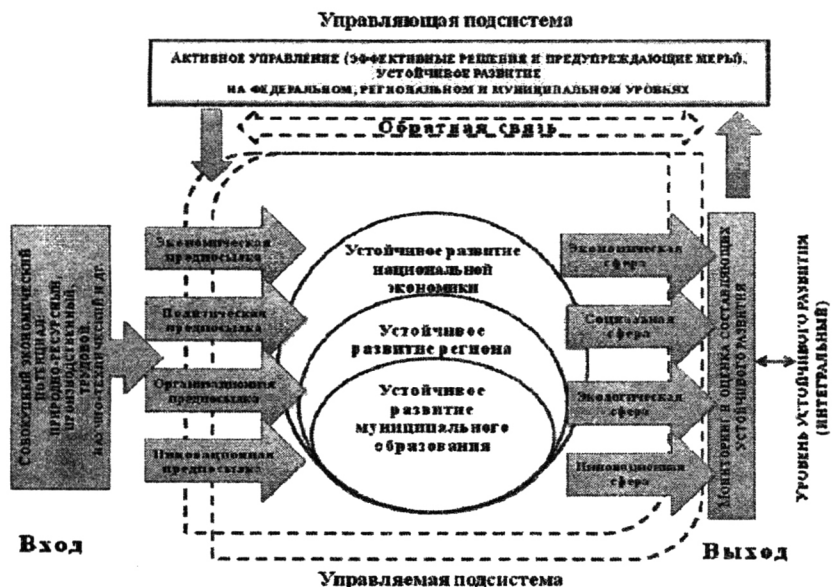 Управляющая подсистема
АКТИВНОЕ УПРАВЛЕНИЕ (ЭФФЕКТИВНЫЕ РЕШЕНИЯ И ПРЕДУПРЕЖДАЮЩИЕ МЕРЫ),
УСТОЙЧИВОЕ РАЗВИТИЕ
НА ФЕДЕРАЛЬНОМ, РЕГИОНАЛЬНОМ И МУНИЦИПАЛЬНОМ УРОВНЯХ
Обратная связь
СОВОКУПНЫЙ ЭКОНОМИЧЕСКИЙ
ПОТЕНЦИАЛ:
ПРИРОДНО-РЕСУРСНЫЙ,
ПРОИЗВОДСТВЕННЫЙ,
ТРУДОВОЙ,
НАУЧНО-ТЕХНИЧЕСКИЙ И ДР.
Экономическая
предпосылка
Политическая
предпосылка
Организационная
предпосылка
Инновационная
предпосылка
Устойчивое развитие
национальной
экономики
Устойчивое
развитие региона
Устойчивое
развитие
муниципального
образования
Экономическая
сфера
Социальная
сфера
Экологическая
сфера
Инновационная
сфера
МОНИТОРИНГ И ОЦЕНКА СОСТАВЛЯЮЩИХ
УСТОЙЧИВОГО РАЗВИТИЯ
УРОВЕНЬ УСТОЙЧИВОГО РАЗВИТИЯ
(ИНТЕГРАЛЬНЫЙ)
Вход
Выход
Управляемая подсистема